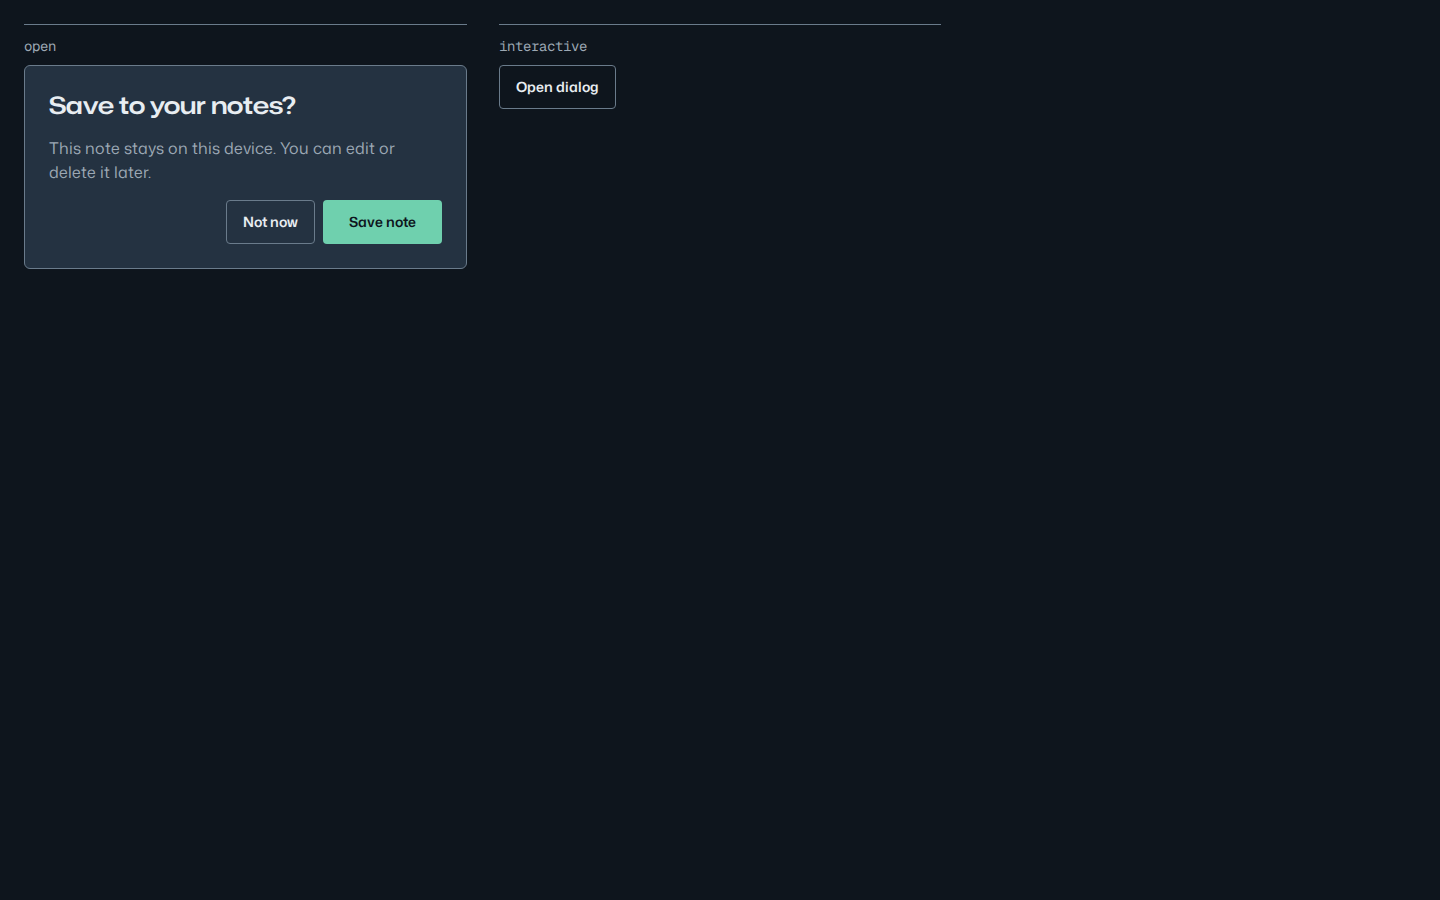 open
Save to your notes?
This note stays on this device. You can edit or
delete it later.
Not now
Save note
interactive
Open dialog